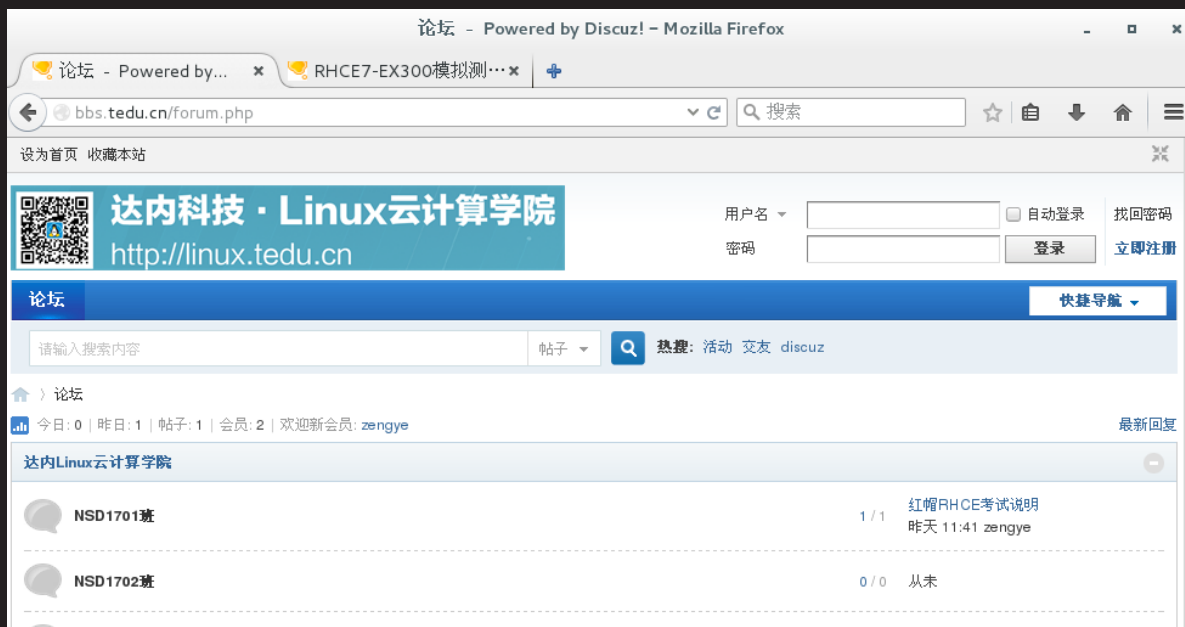 论坛 - Powered by Discuz! - Mozilla Firefox
论坛 - Powered by...
RHCE7-EX300模拟测...
bbs.tedu.cn/forum.php
搜索
设为首页 收藏本站
达内科技·Linux云计算学院
http://linux.tedu.cn
用户名
自动登录
找回密码
密码
登录
立即注册
论坛
快捷导航
请输入搜索内容
帖子
热搜: 活动 交友 discuz
论坛
今日: 0 | 昨日: 1 | 帖子: 1 | 会员: 2 | 欢迎新会员: zengye
最新回复
达内Linux云计算学院
NSD1701班
1 / 1
红帽RHCE考试说明
昨天 11:41 zengye
NSD1702班
0 / 0
从未